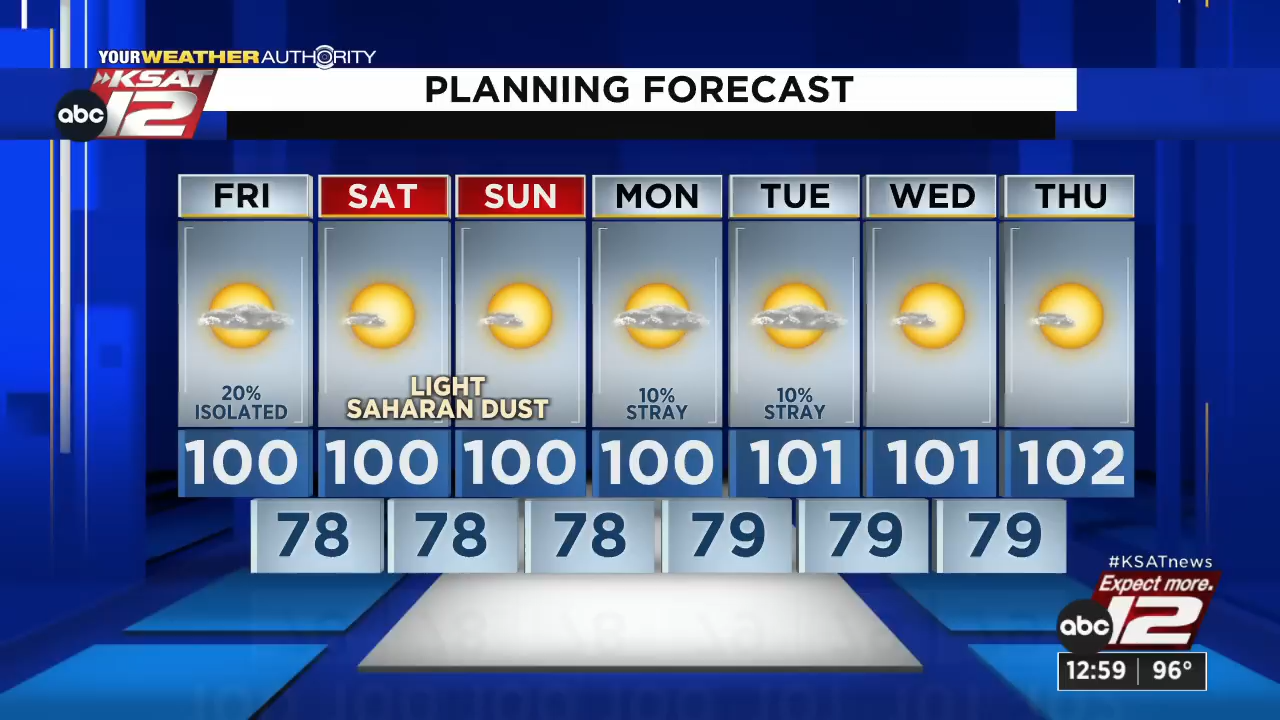 YOURWEATHERAUTHORITY
KSAT
abc 12
PLANNING FORECAST
FRI SAT SUN MON TUE WED THU
20% ISOLATED
LIGHT
SAHARAN DUST
10% STRAY
10% STRAY
100 100 100 100 101 101 102
78 78 78 79 79 79
#KSATnews
Expect more.
abc 12
12:59 96°